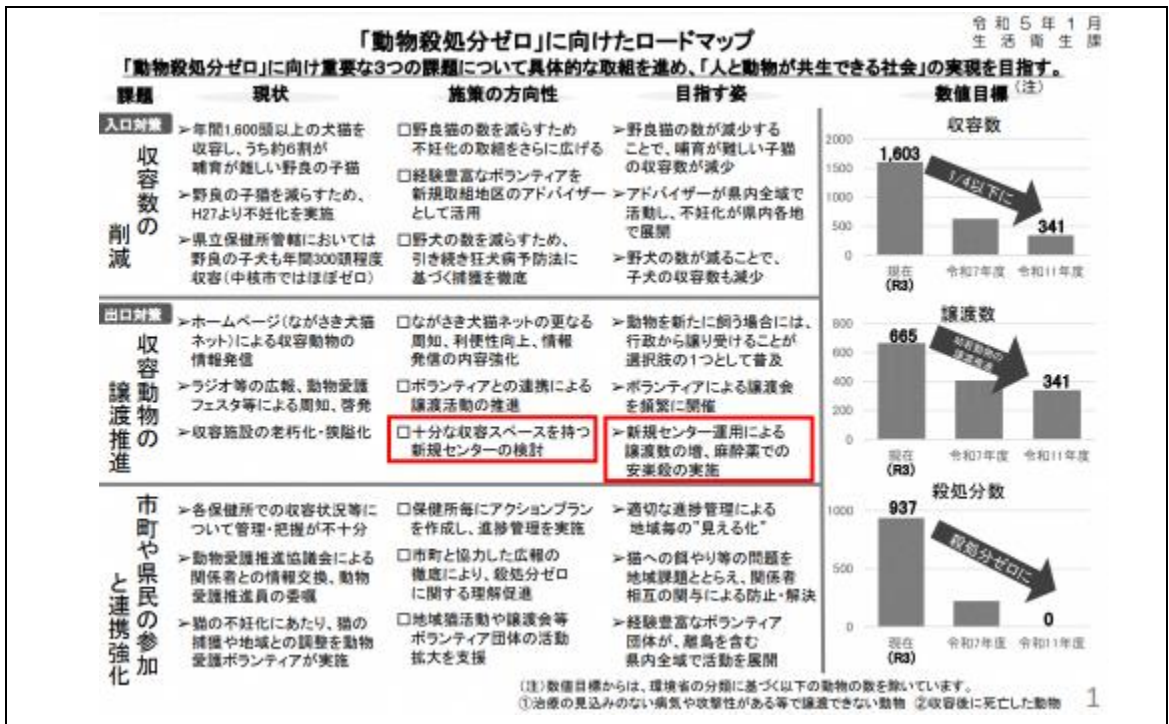 令和5年1月
生活衛生課
「動物殺処分ゼロ」に向けたロードマップ
「動物殺処分ゼロ」に向け重要な3つの課題について具体的な取組を進め、「人と動物が共生できる社会」の実現を目指す。
課題
現状
施策の方向性
目指す姿
数値目標(注)
入口対策
収容数の
削減
➢年間1,600頭以上の犬猫を
収容し、うち約6割が
哺育が難しい野良の子猫
➢野良の子猫を減らすため、
H27より不妊化を実施
➢県立保健所管轄においては
野良の子犬も年間300頭程度
収容(中核市ではほぼゼロ)
□野良猫の数を減らすため
不妊化の取組をさらに広げる
□経験豊富なボランティアを
新規取組地区のアドバイザー
として活用
□野犬の数を減らすため、
引き続き狂犬病予防法に
基づく捕獲を徹底
➢野良猫の数が減少する
ことで、哺育が難しい子猫
の収容数が減少
➢アドバイザーが県内全域で
活動し、不妊化が県内各地
で展開
➢野犬の数が減ることで、
子犬の収容数も減少
収容数
2000
1500
1000
500
0
1,603
1/4以下に
341
現在
(R3)
令和7年度
令和11年度
出口対策
収容動物の
譲渡推進
➢ホームページ(ながさき犬猫
ネット)による収容動物の
情報発信
➢ラジオ等の広報、動物愛護
フェスタ等による周知、啓発
➢収容施設の老朽化・狭隘化
□ながさき犬猫ネットの更なる
周知、利便性向上、情報
発信の内容強化
□ボランティアとの連携による
譲渡活動の推進
□十分な収容スペースを持つ
新規センターの検討
➢動物を新たに飼う場合には、
行政から譲り受けることが
選択肢の1つとして普及
➢ボランティアによる譲渡会
を頻繁に開催
➢新規センター運用による
譲渡数の増、麻酔薬での
安楽殺の実施
譲渡数
800
600
400
200
0
665
収容動物の
譲渡推進
341
現在
(R3)
令和7年度
令和11年度
市町や県民の参加
と連携強化
➢各保健所での収容状況等に
ついて管理・把握が不十分
➢動物愛護推進協議会による
関係者との情報交換、動物
愛護推進員の委嘱
➢猫の不妊化にあたり、猫の
捕獲や地域との調整を動物
愛護ボランティアが実施
□保健所毎にアクションプラン
を作成し、進捗管理を実施
□市町と協力した広報の
徹底により、殺処分ゼロ
に関する理解促進
□地域猫活動や譲渡会等
ボランティア団体の活動
拡大を支援
➢適切な進捗管理による
地域毎の"見える化"
➢猫への餌やり等の問題を
地域課題ととらえ、関係者
相互の関与による防止・解決
➢経験豊富なボランティア
団体が、離島を含む
県内全域で活動を展開
殺処分数
1000
500
0
937
殺処分ゼロに
0
現在
(R3)
令和7年度
令和11年度
(注)数値目標からは、環境省の分類に基づく以下の動物の数を除いています。
①治療の見込みのない病気や攻撃性がある等で譲渡できない動物 ②収容後に死亡した動物
1